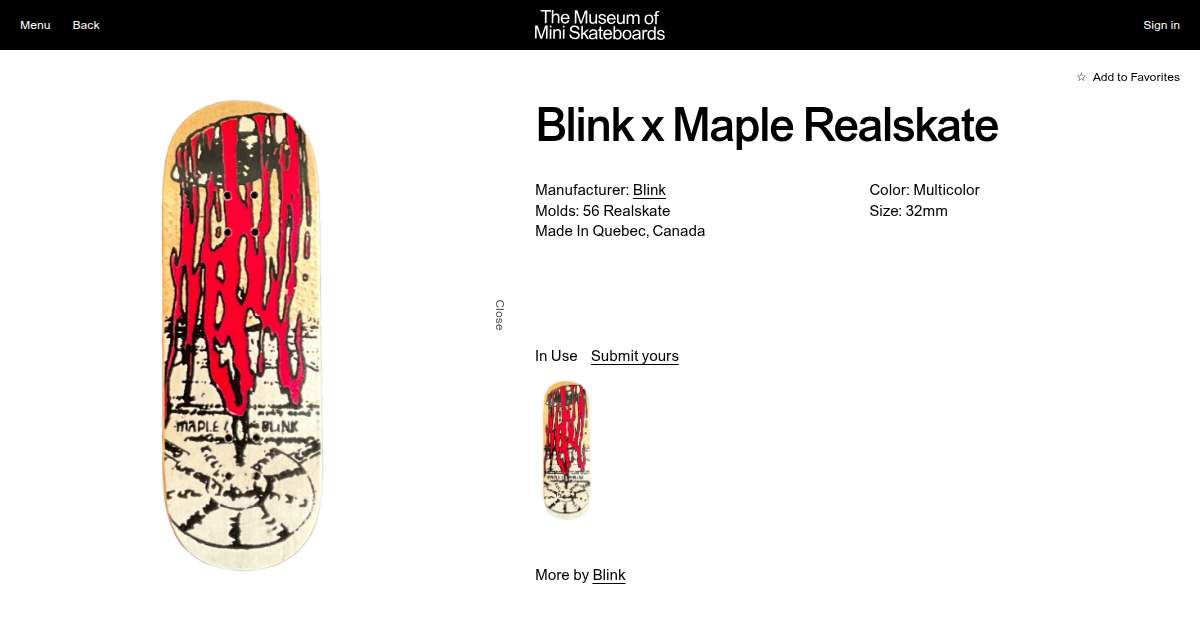 Menu
Back
The Museum of
Mini Skateboards
Sign in
☆ Add to Favorites
Blink x Maple Realskate
Manufacturer: Blink
Molds: 56 Realskate
Made In Quebec, Canada
Color: Multicolor
Size: 32mm
Close
In Use
Submit yours
MAPLE /
BLINK
More by Blink